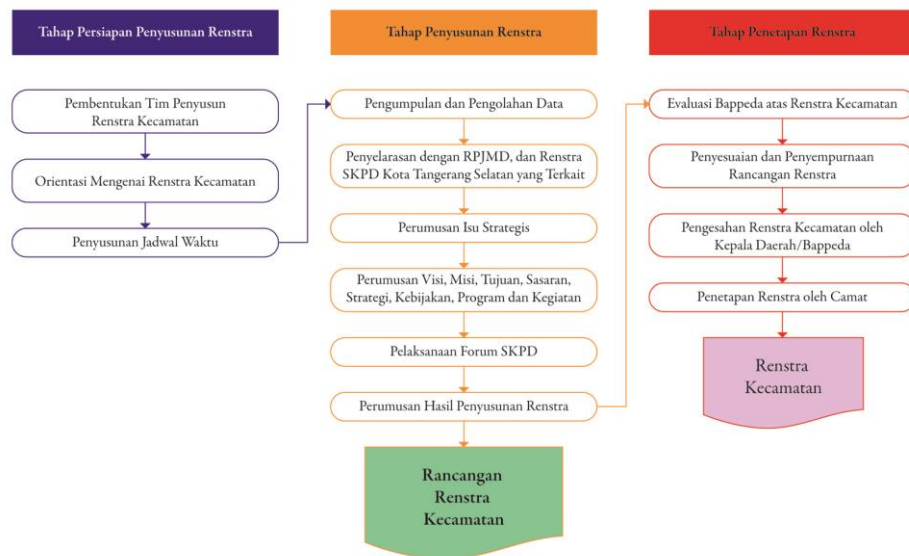 Tahap Persiapan Penyusunan Renstra
Pembentukan Tim Penyusun
Renstra Kecamatan
Orientasi Mengenai Renstra Kecamatan
Penyusunan Jadwal Waktu
Tahap Penyusunan Renstra
Pengumpulan dan Pengolahan Data
Penyelarasan dengan RPJMD, dan Renstra
SKPD Kota Tangerang Selatan yang Terkait
Perumusan Isu Strategis
Perumusan Visi, Misi, Tujuan, Sasaran,
Strategi, Kebijakan, Program dan Kegiatan
Pelaksanaan Forum SKPD
Perumusan Hasil Penyusunan Renstra
Rancangan
Renstra
Kecamatan
Tahap Penetapan Renstra
Evaluasi Bappeda atas Renstra Kecamatan
Penyesuaian dan Penyempurnaan
Rancangan Renstra
Pengesahan Renstra Kecamatan oleh
Kepala Daerah/Bappeda
Penetapan Renstra oleh Camat
Renstra
Kecamatan